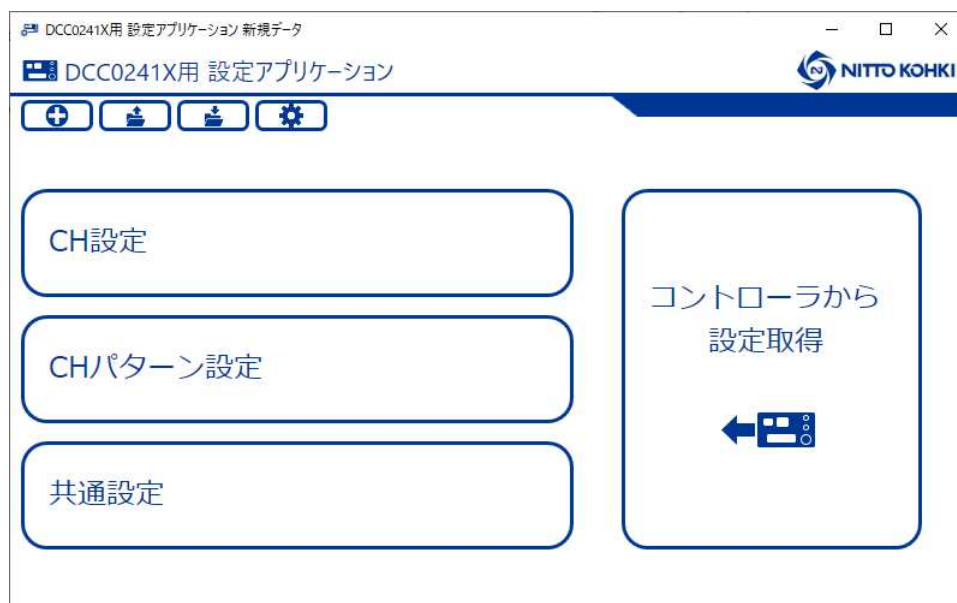 DCC0241X用 設定アプリケーション 新規データ
DCC0241X用 設定アプリケーション
NITTO KOHKI
CH設定
CHパターン設定
共通設定
コントローラから
設定取得